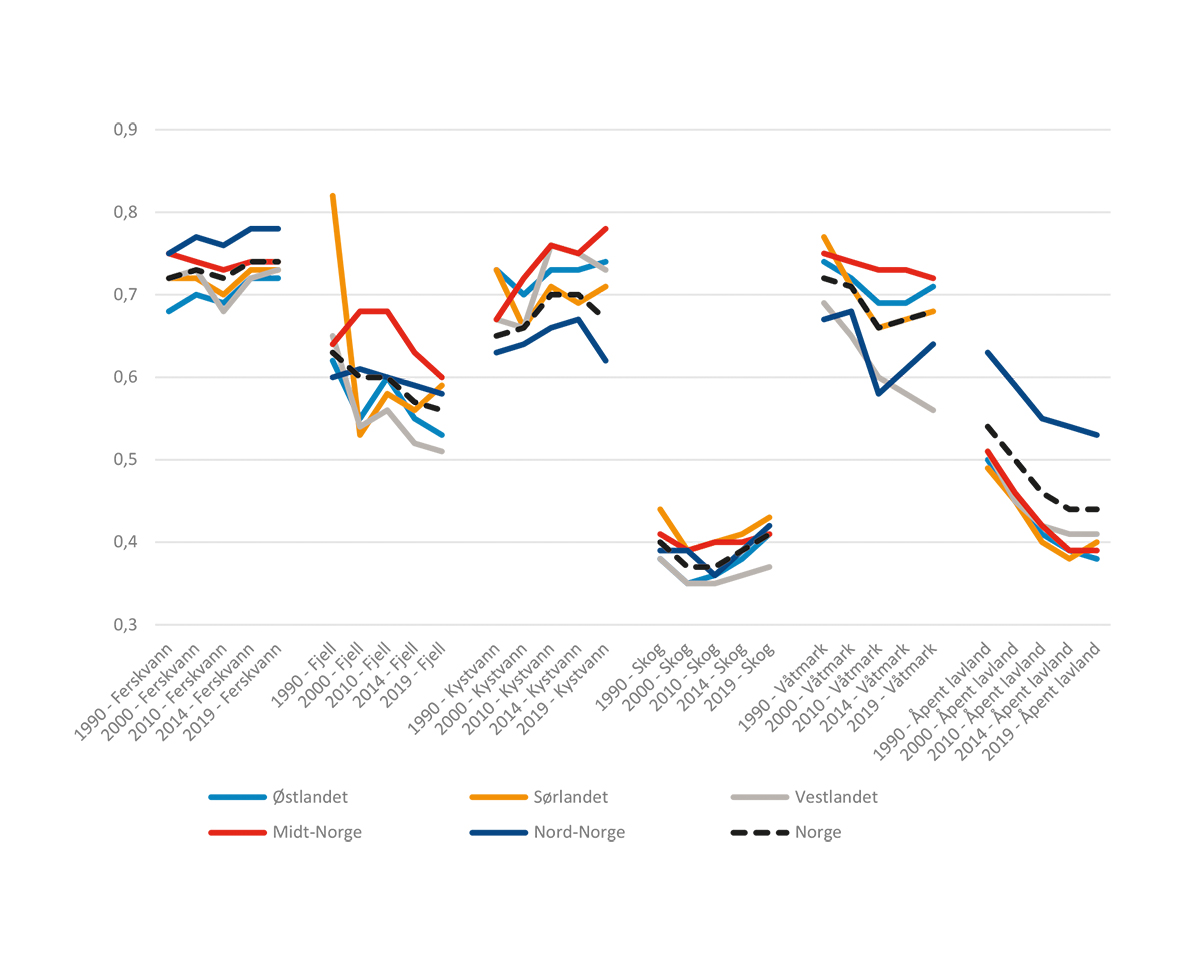 0,9
0,8
0,7
0,6
0,5
0,4
0,3
1990 - Ferskvann
2000 - Ferskvann
2010 - Ferskvann
2014 - Ferskvann
2019 - Ferskvann
1990 - Fjell
2000 - Fjell
2010 - Fjell
2014 - Fjell
2019 - Fjell
1990 - Kystvann
2000 - Kystvann
2010 - Kystvann
2014 - Kystvann
2019 - Kystvann
1990 - Skog
2000 - Skog
2010 - Skog
2014 - Skog
2019 - Skog
1990 - Våtmark
2000 - Våtmark
2010 - Våtmark
2014 - Våtmark
2019 - Våtmark
1990 - Åpent lavland
2000 - Åpent lavland
2010 - Åpent lavland
2014 - Åpent lavland
2019 - Åpent lavland
Østlandet Sørlandet Vestlandet
Midt-Norge Nord-Norge Norge